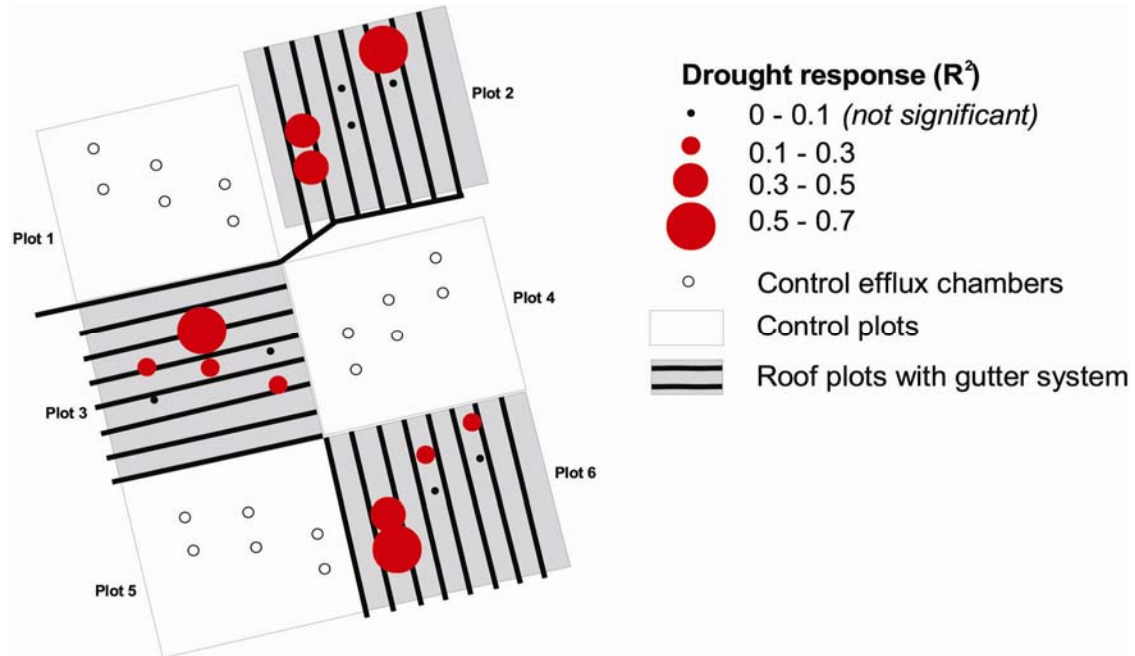 Plot 2
Plot 1
Plot 4
Plot 3
Plot 6
Plot 5
Drought response (R²)
0 - 0.1 (not significant)
0.1 - 0.3
0.3 - 0.5
0.5 - 0.7
Control efflux chambers
Control plots
Roof plots with gutter system